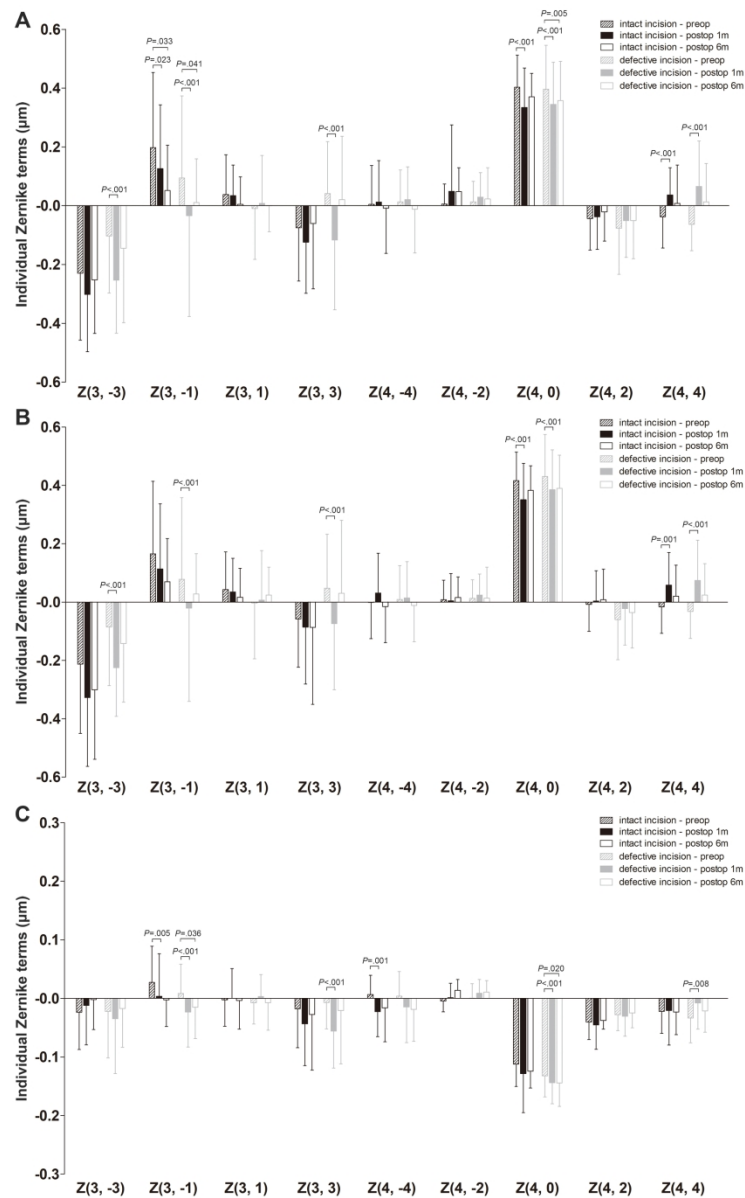 A
Individual Zernike terms (µm)
0.6
0.4
0.2
-0.0
-0.2
-0.4
-0.6
intact incision - preop
intact incision - postop 1m
intact incision - postop 6m
defective incision - preop
defective incision - postop 1m
defective incision - postop 6m
P=.033
P=.023
P=.041
P<.001
P<.001
P<.001
P<.001
P=.005
P<.001
P<.001
P<.001
Z(3, -3) Z(3, -1) Z(3, 1) Z(3, 3) Z(4, -4) Z(4, -2) Z(4, 0) Z(4, 2) Z(4, 4)
B
Individual Zernike terms (µm)
0.6
0.4
0.2
-0.0
-0.2
-0.4
-0.6
intact incision - preop
intact incision - postop 1m
intact incision - postop 6m
defective incision - preop
defective incision - postop 1m
defective incision - postop 6m
P<.001
P<.001
P<.001
P<.001
P<.001
P=.001
P<.001
Z(3, -3) Z(3, -1) Z(3, 1) Z(3, 3) Z(4, -4) Z(4, -2) Z(4, 0) Z(4, 2) Z(4, 4)
C
Individual Zernike terms (µm)
0.3
0.2
0.1
-0.0
-0.1
-0.2
-0.3
intact incision - preop
intact incision - postop 1m
intact incision - postop 6m
defective incision - preop
defective incision - postop 1m
defective incision - postop 6m
P=.005
P=.036
P<.001
P<.001
P=.001
P=.020
P<.001
P=.008
Z(3, -3) Z(3, -1) Z(3, 1) Z(3, 3) Z(4, -4) Z(4, -2) Z(4, 0) Z(4, 2) Z(4, 4)